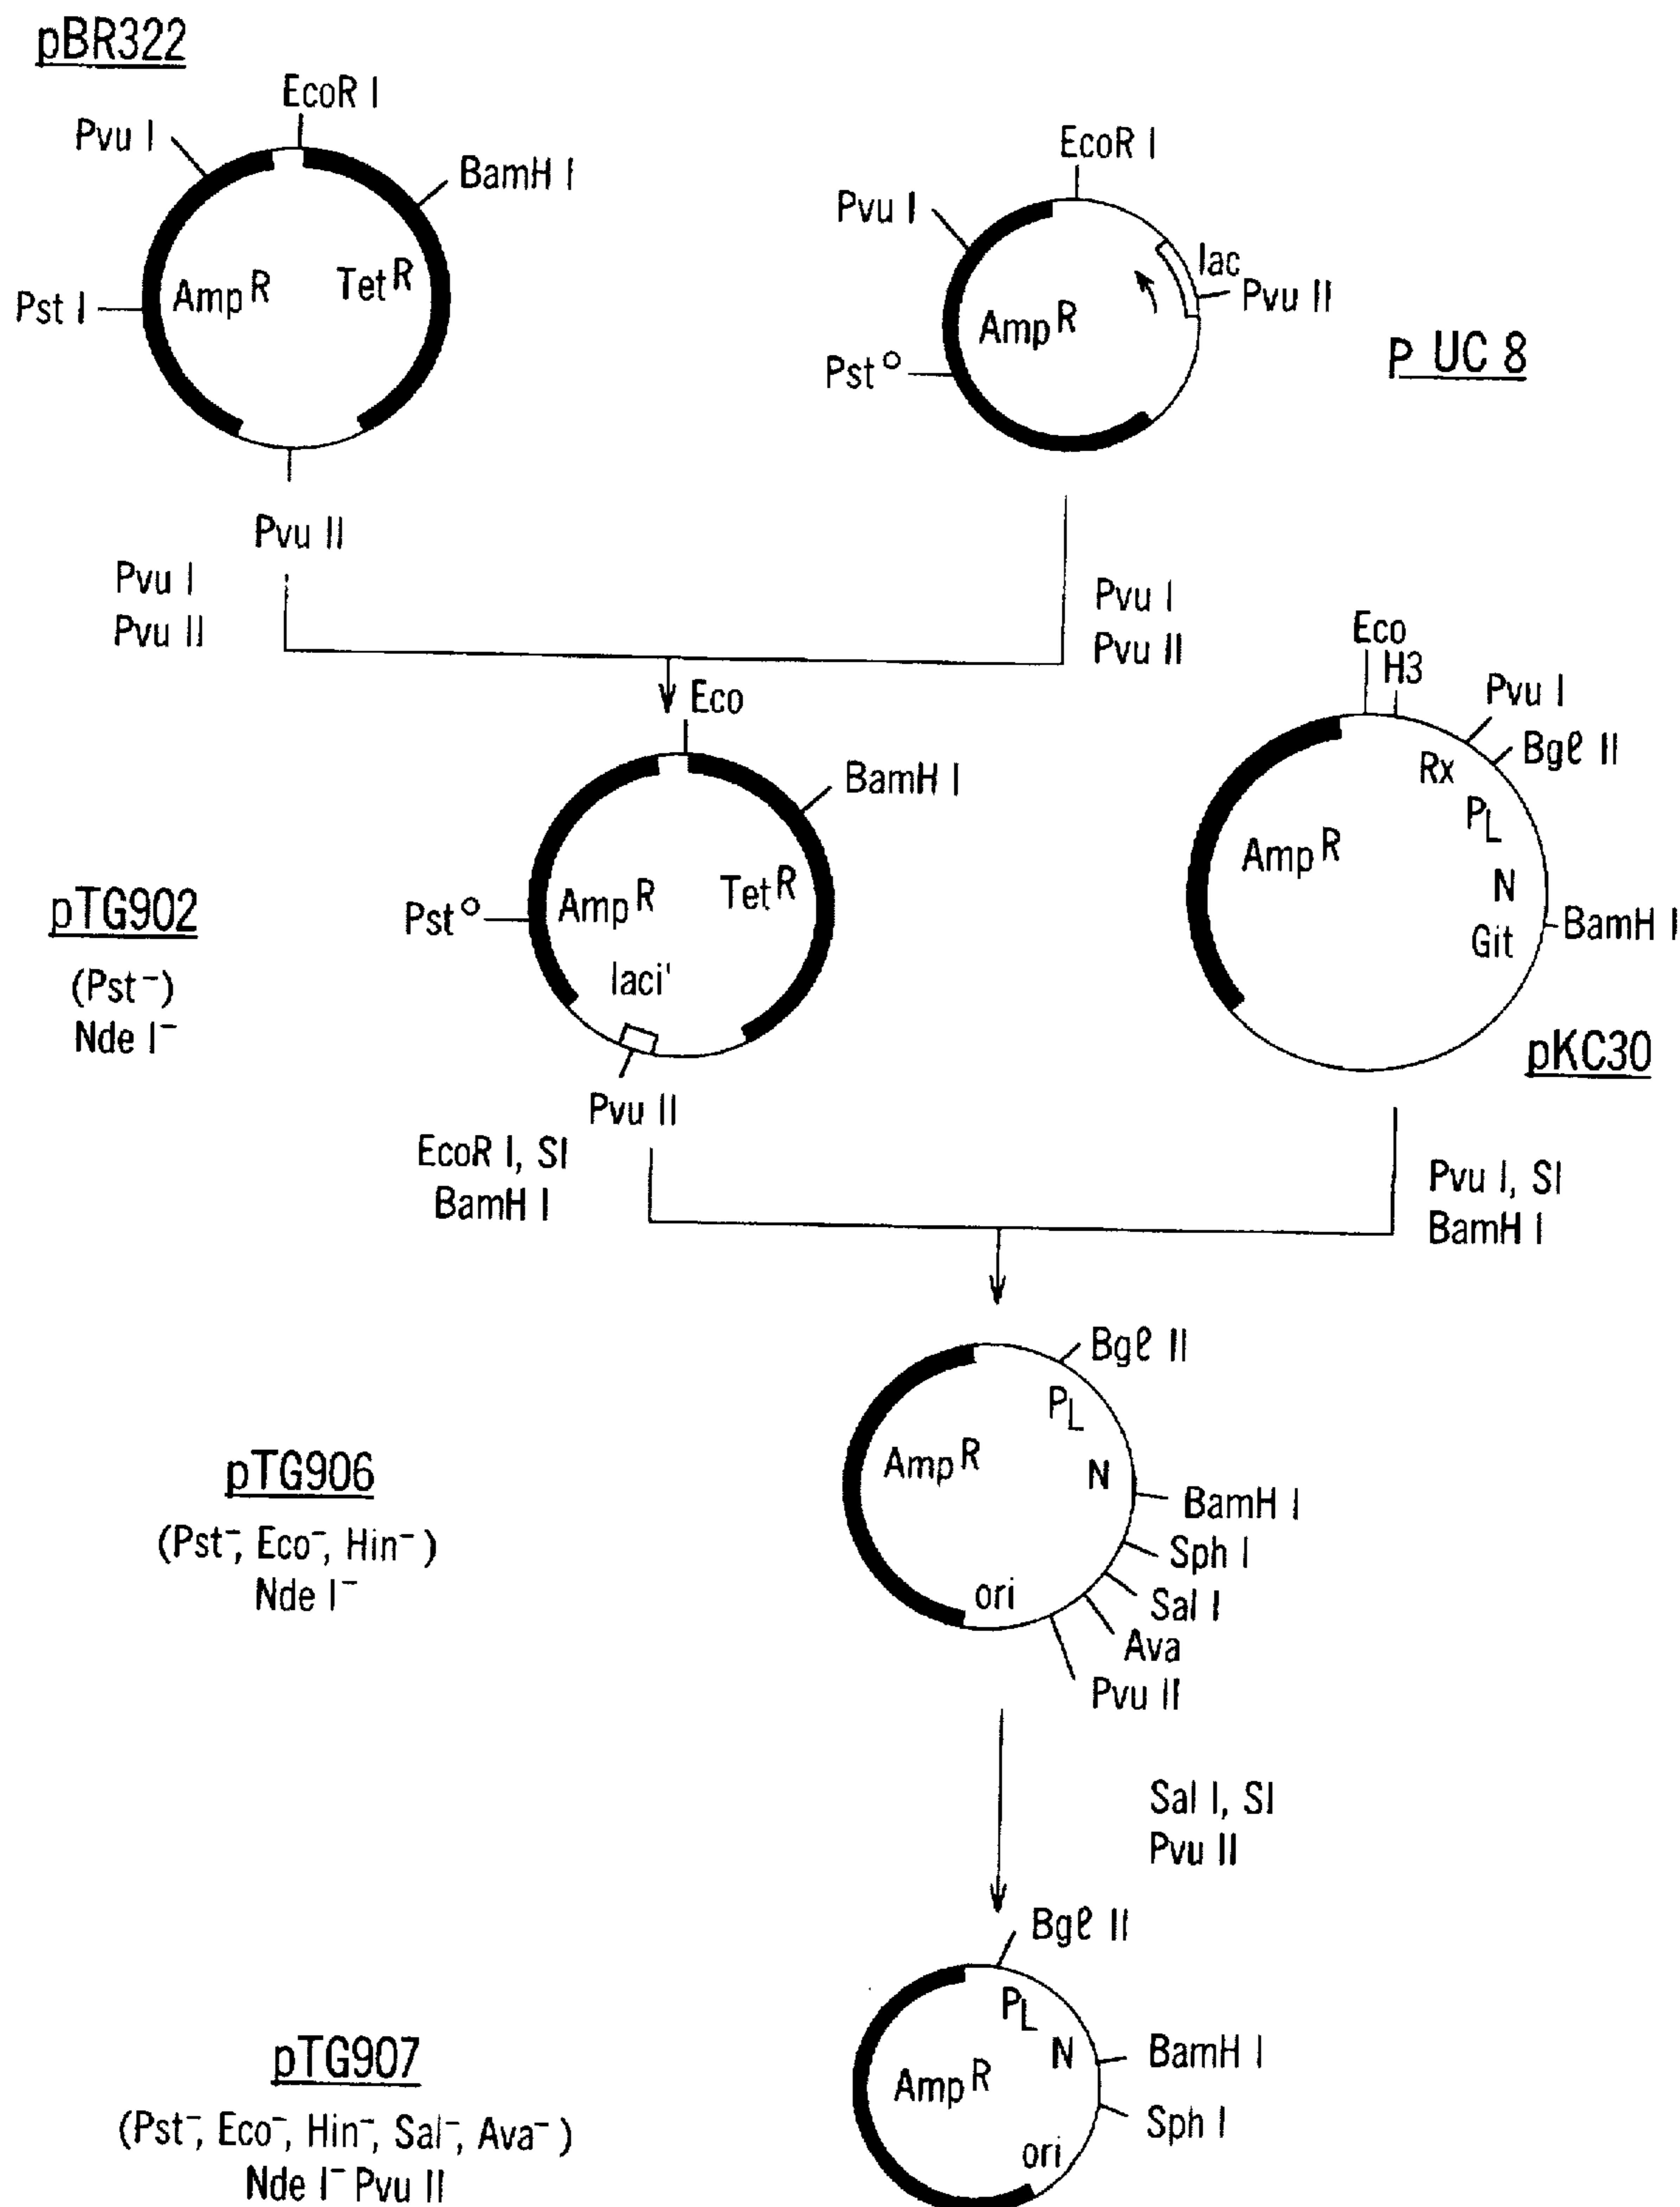 pBR322
EcoR I
Pvu I
BamH I
Pst I
Amp R
Tet R
Pvu II
Pvu I
Pvu II
EcoR I
Pvu I
lac
Pvu II
Amp R
Pst o
p UC 8
Pvu I
Pvu II
Eco
BamH I
Pst o
Amp R
Tet R
laci'
Pvu II
pTG902
(Pst⁻)
Nde I⁻
Eco
H3
Pvu I
Bgl II
Rx
PL
Amp R
N
Git
BamH I
pKC30
EcoR I, SI
BamH I
Pvu I, SI
BamH I
Bgl II
PL
Amp R
N
BamH I
Sph I
Sal I
Ava
Pvu II
ori
pTG906
(Pst⁻, Eco⁻, Hin⁻)
Nde I⁻
Sal I, SI
Pvu II
Bgl II
PL
N
Amp R
BamH I
Sph I
ori
pTG907
(Pst⁻, Eco⁻, Hin⁻, Sal⁻, Ava⁻)
Nde I⁻ Pvu II